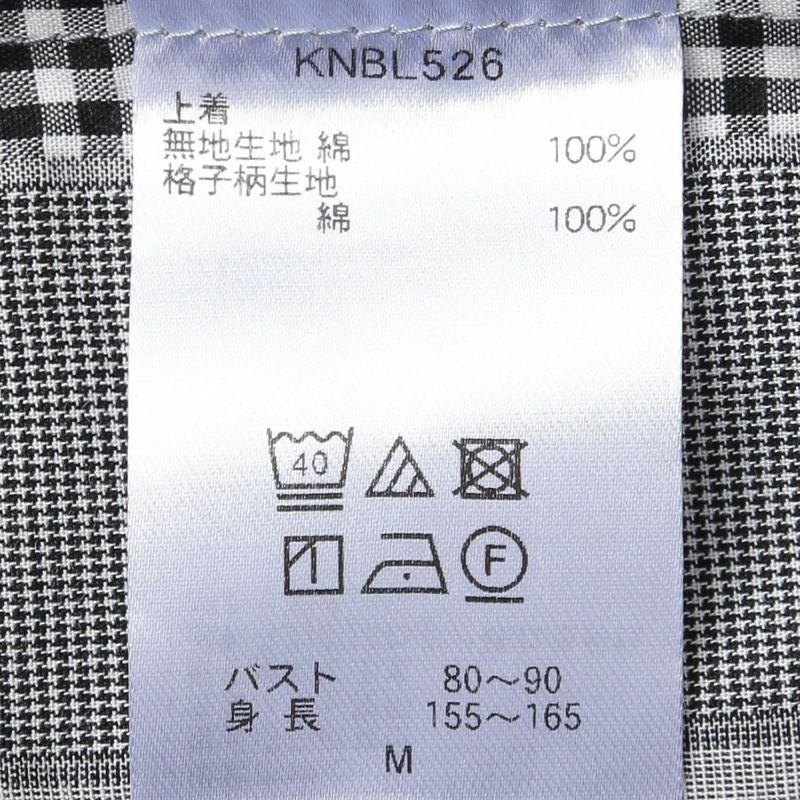 KNBL526
上着
無地生地 綿 100%
格子柄生地
綿 100%
40
F
バスト 80～90
身長 155～165
M